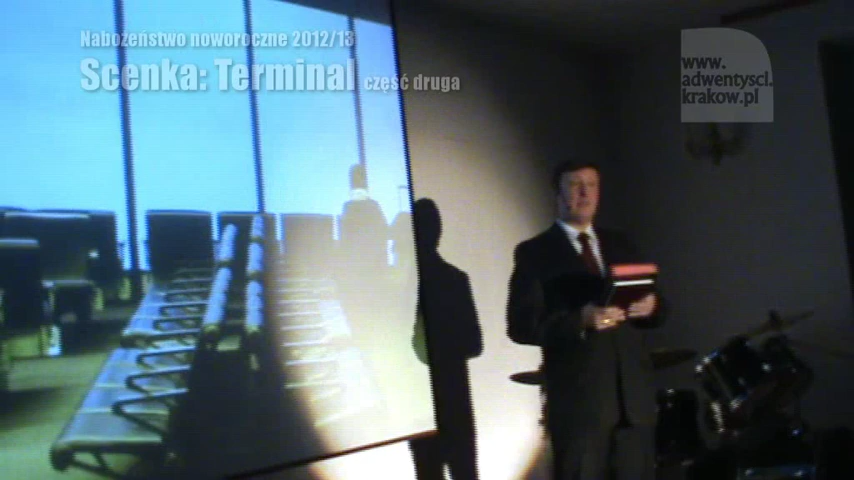 Nabożeństwo noworoczne 2012/13
Scenka: Terminal część druga
www.
adwentysci.
krakow.pl